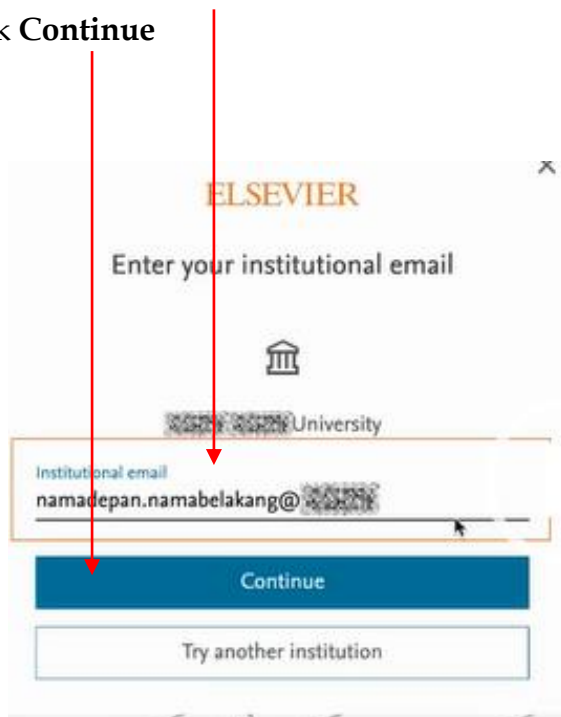 k Continue
ELSEVIER
Enter your institutional email
University
Institutional email
namadepan.namabelakang@
Continue
Try another institution